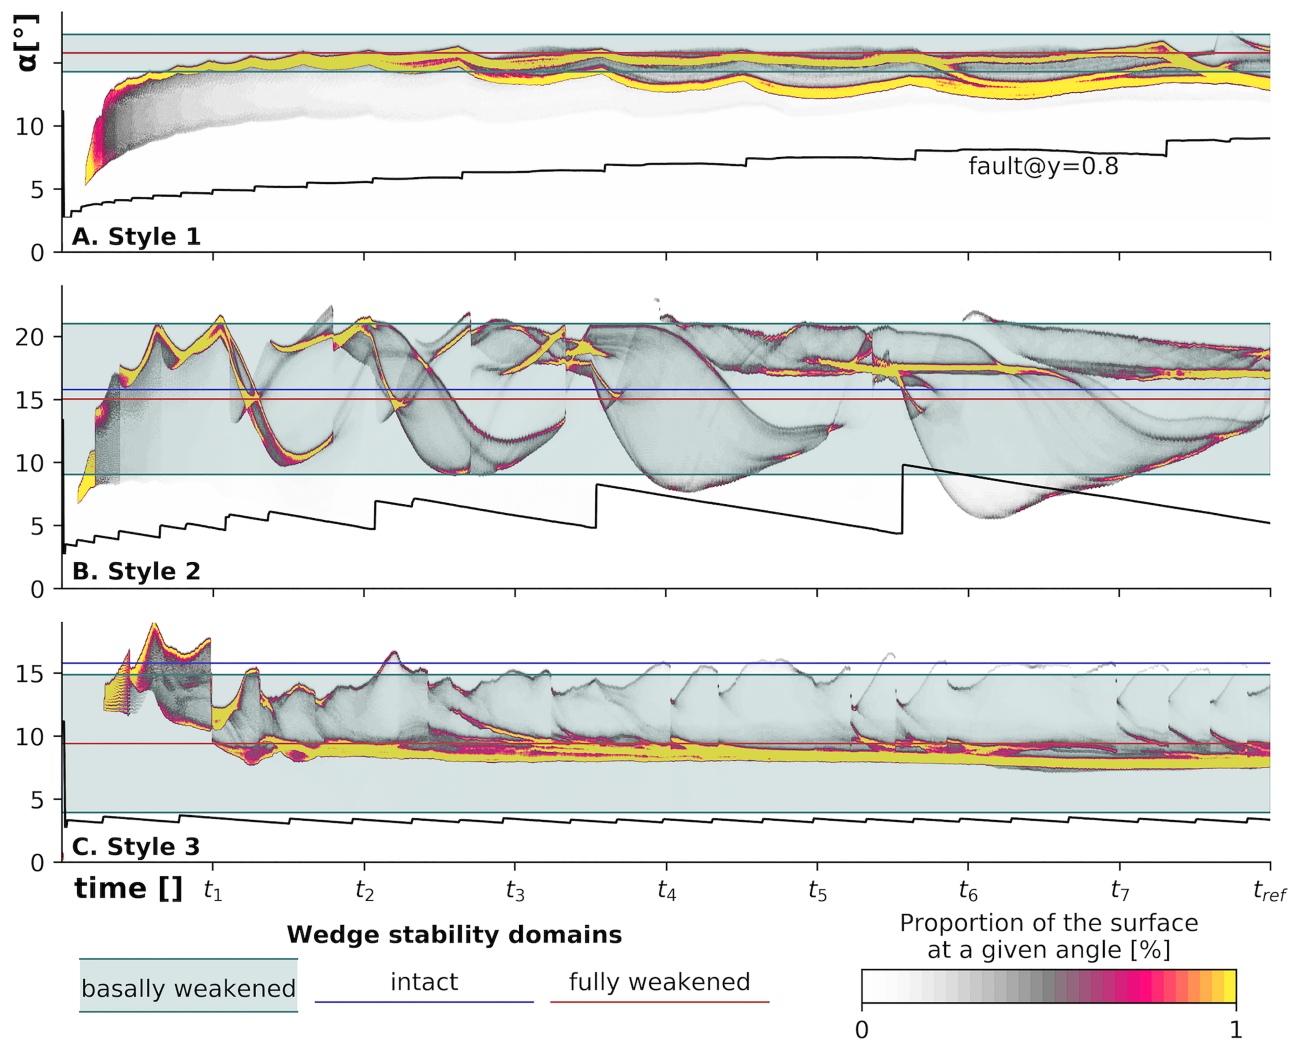 α[°]
10
5
0
fault@y=0.8
A. Style 1
20
15
10
5
0
B. Style 2
15
10
5
0
C. Style 3
time [] t1 t2 t3 t4 t5 t6 t7 tref
Wedge stability domains
basally weakened intact fully weakened
Proportion of the surface
at a given angle [%]
0 1